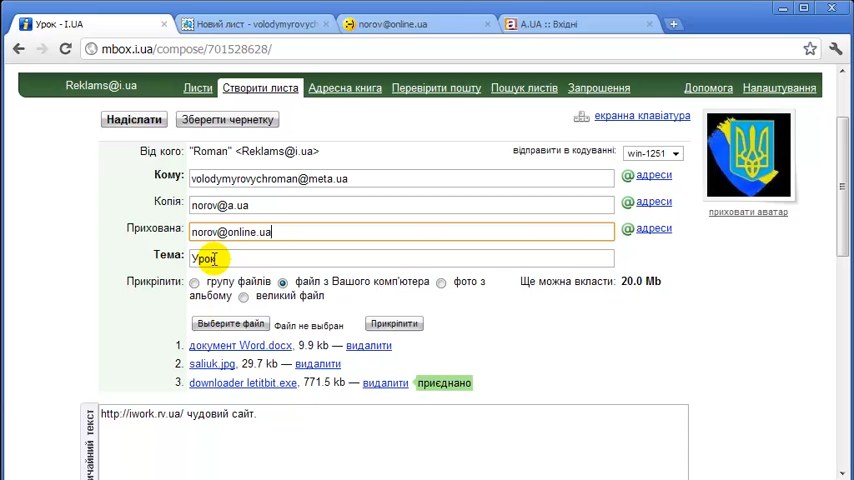 Урок - I.UA
Новий лист - volodymyrovych
norov@online.ua
A.UA :: Вхідні
mbox.i.ua/compose/701528628/
Reklams@i.ua Листи Створити листа Адресна книга Перевірити пошту Пошук листів Запрошення Допомога Налаштування
Надіслати Зберегти чернетку екранна клавіатура
Від кого: "Roman" <Reklams@i.ua> відправити в кодуванні: win-1251
Кому: volodymyrovychroman@meta.ua @ адреси
Копія: norov@a.ua @ адреси
Прихована: norov@online.ua @ адреси
приховати аватар
Тема: Урок
Прикріпити: групу файлів файл з Вашого комп'ютера фото з Ще можна вкласти: 20.0 Mb
альбому великий файл
Выберите файл Файл не выбран Прикріпити
1. документ Word.docx, 9.9 kb — видалити
2. saliuk.jpg, 29.7 kb — видалити
3. downloader letitbit.exe, 771.5 kb — видалити приєднано
http://iwork.rv.ua/ чудовий сайт.
ичайний текст